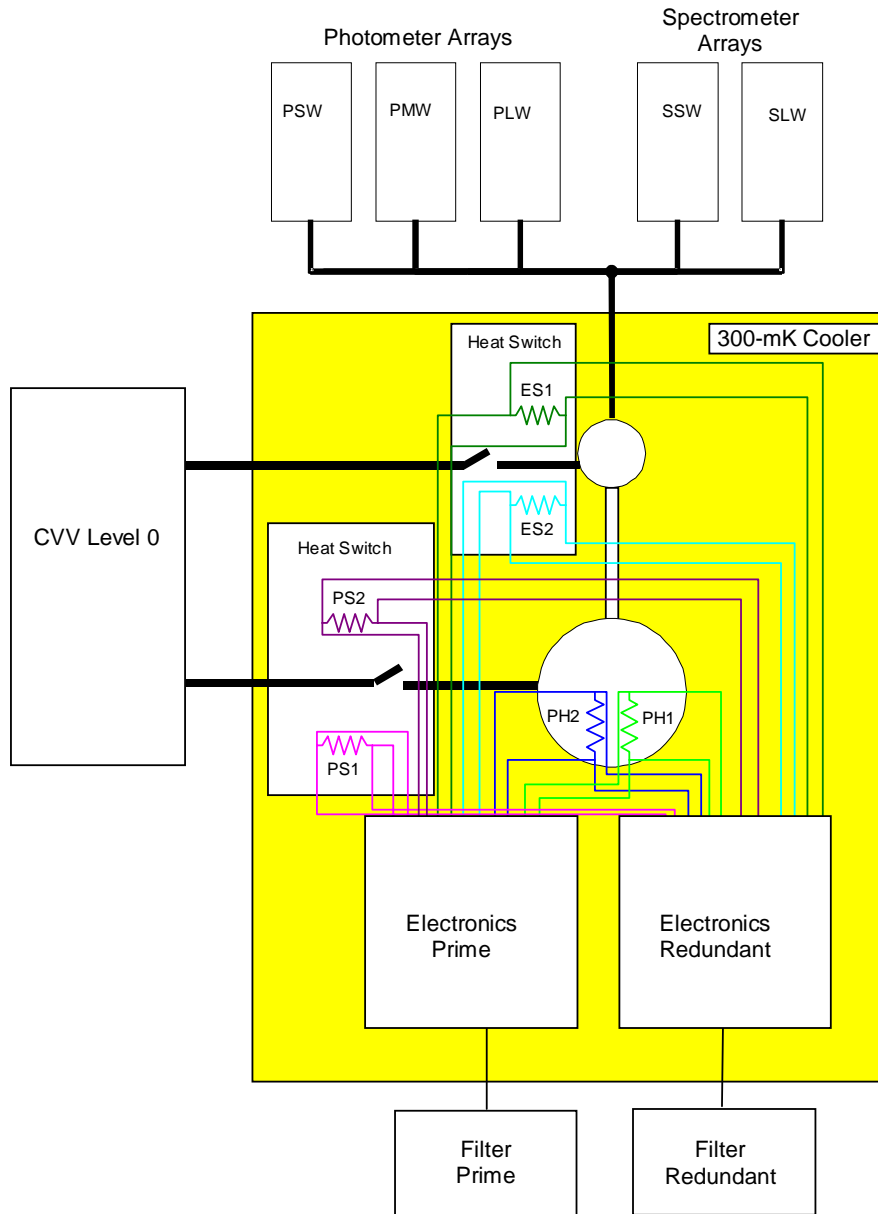 Photometer Arrays
Spectrometer
Arrays
PSW
PMW
PLW
SSW
SLW
300-mK Cooler
Heat Switch
ES1
ES2
CVV Level 0
Heat Switch
PS2
PH2
PH1
PS1
Electronics
Prime
Electronics
Redundant
Filter
Prime
Filter
Redundant